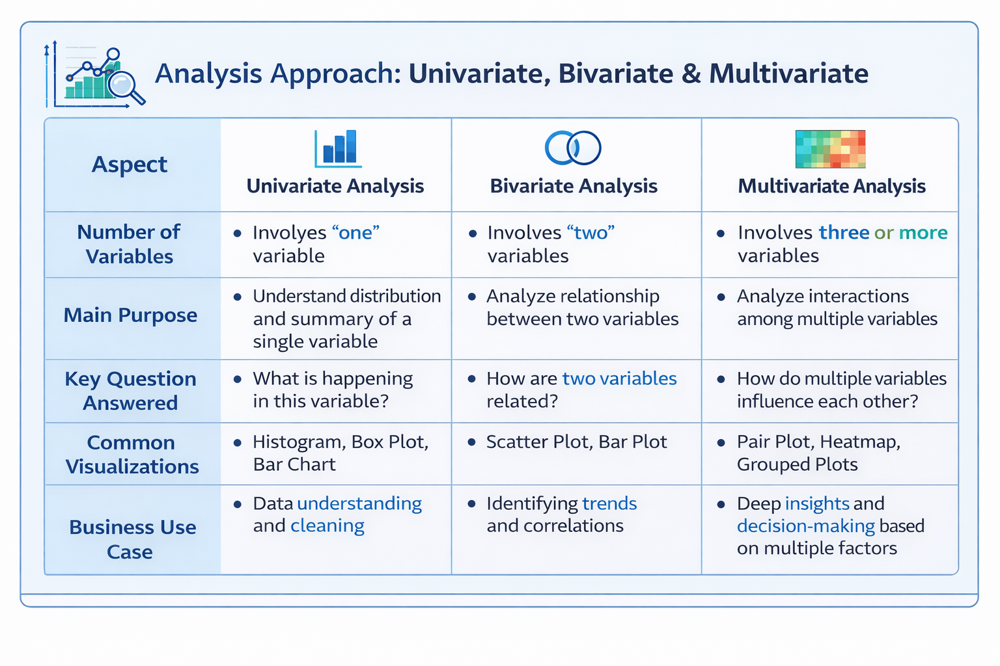 Analysis Approach: Univariate, Bivariate & Multivariate
Aspect
Univariate Analysis
Bivariate Analysis
Multivariate Analysis
Number of
Variables
• Involyes “one”
variable
• Involves “two”
variables
• Involves three or more
variables
Main Purpose
• Understand distribution
and summary of a
single variable
• Analyze relationship
between two variables
• Analyze interactions
among multiple variables
Key Question
Answered
• What is happening
in this variable?
• How are two variables
related?
• How do multiple variables
influence each other?
Common
Visualizations
• Histogram, Box Plot,
Bar Chart
• Scatter Plot, Bar Plot
• Pair Plot, Heatmap,
Grouped Plots
Business Use
Case
• Data understanding
and cleaning
• Identifying trends
and correlations
• Deep insights and
decision-making based
on multiple factors